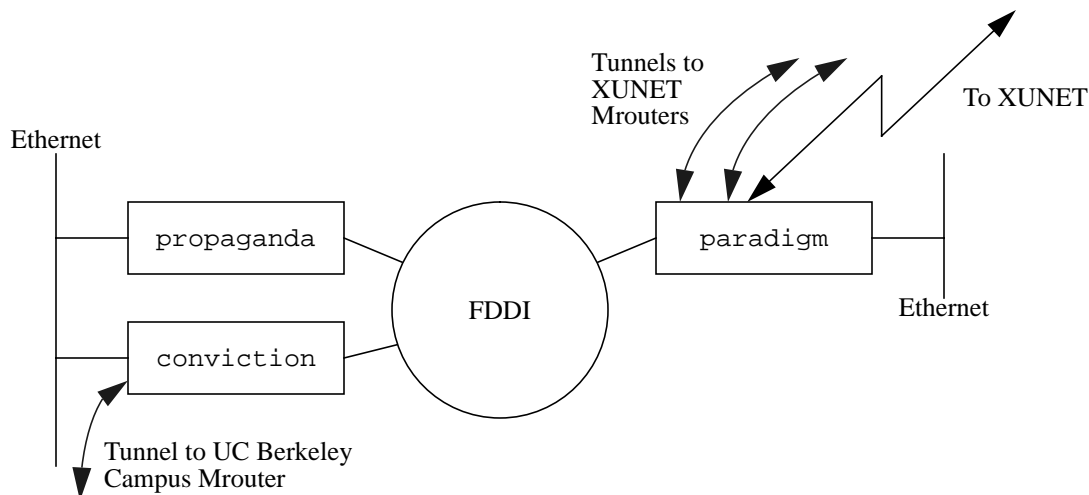 Tunnels to
XUNET
Mrouters
To XUNET
Ethernet
propaganda
paradigm
FDDI
Ethernet
conviction
Tunnel to UC Berkeley
Campus Mrouter